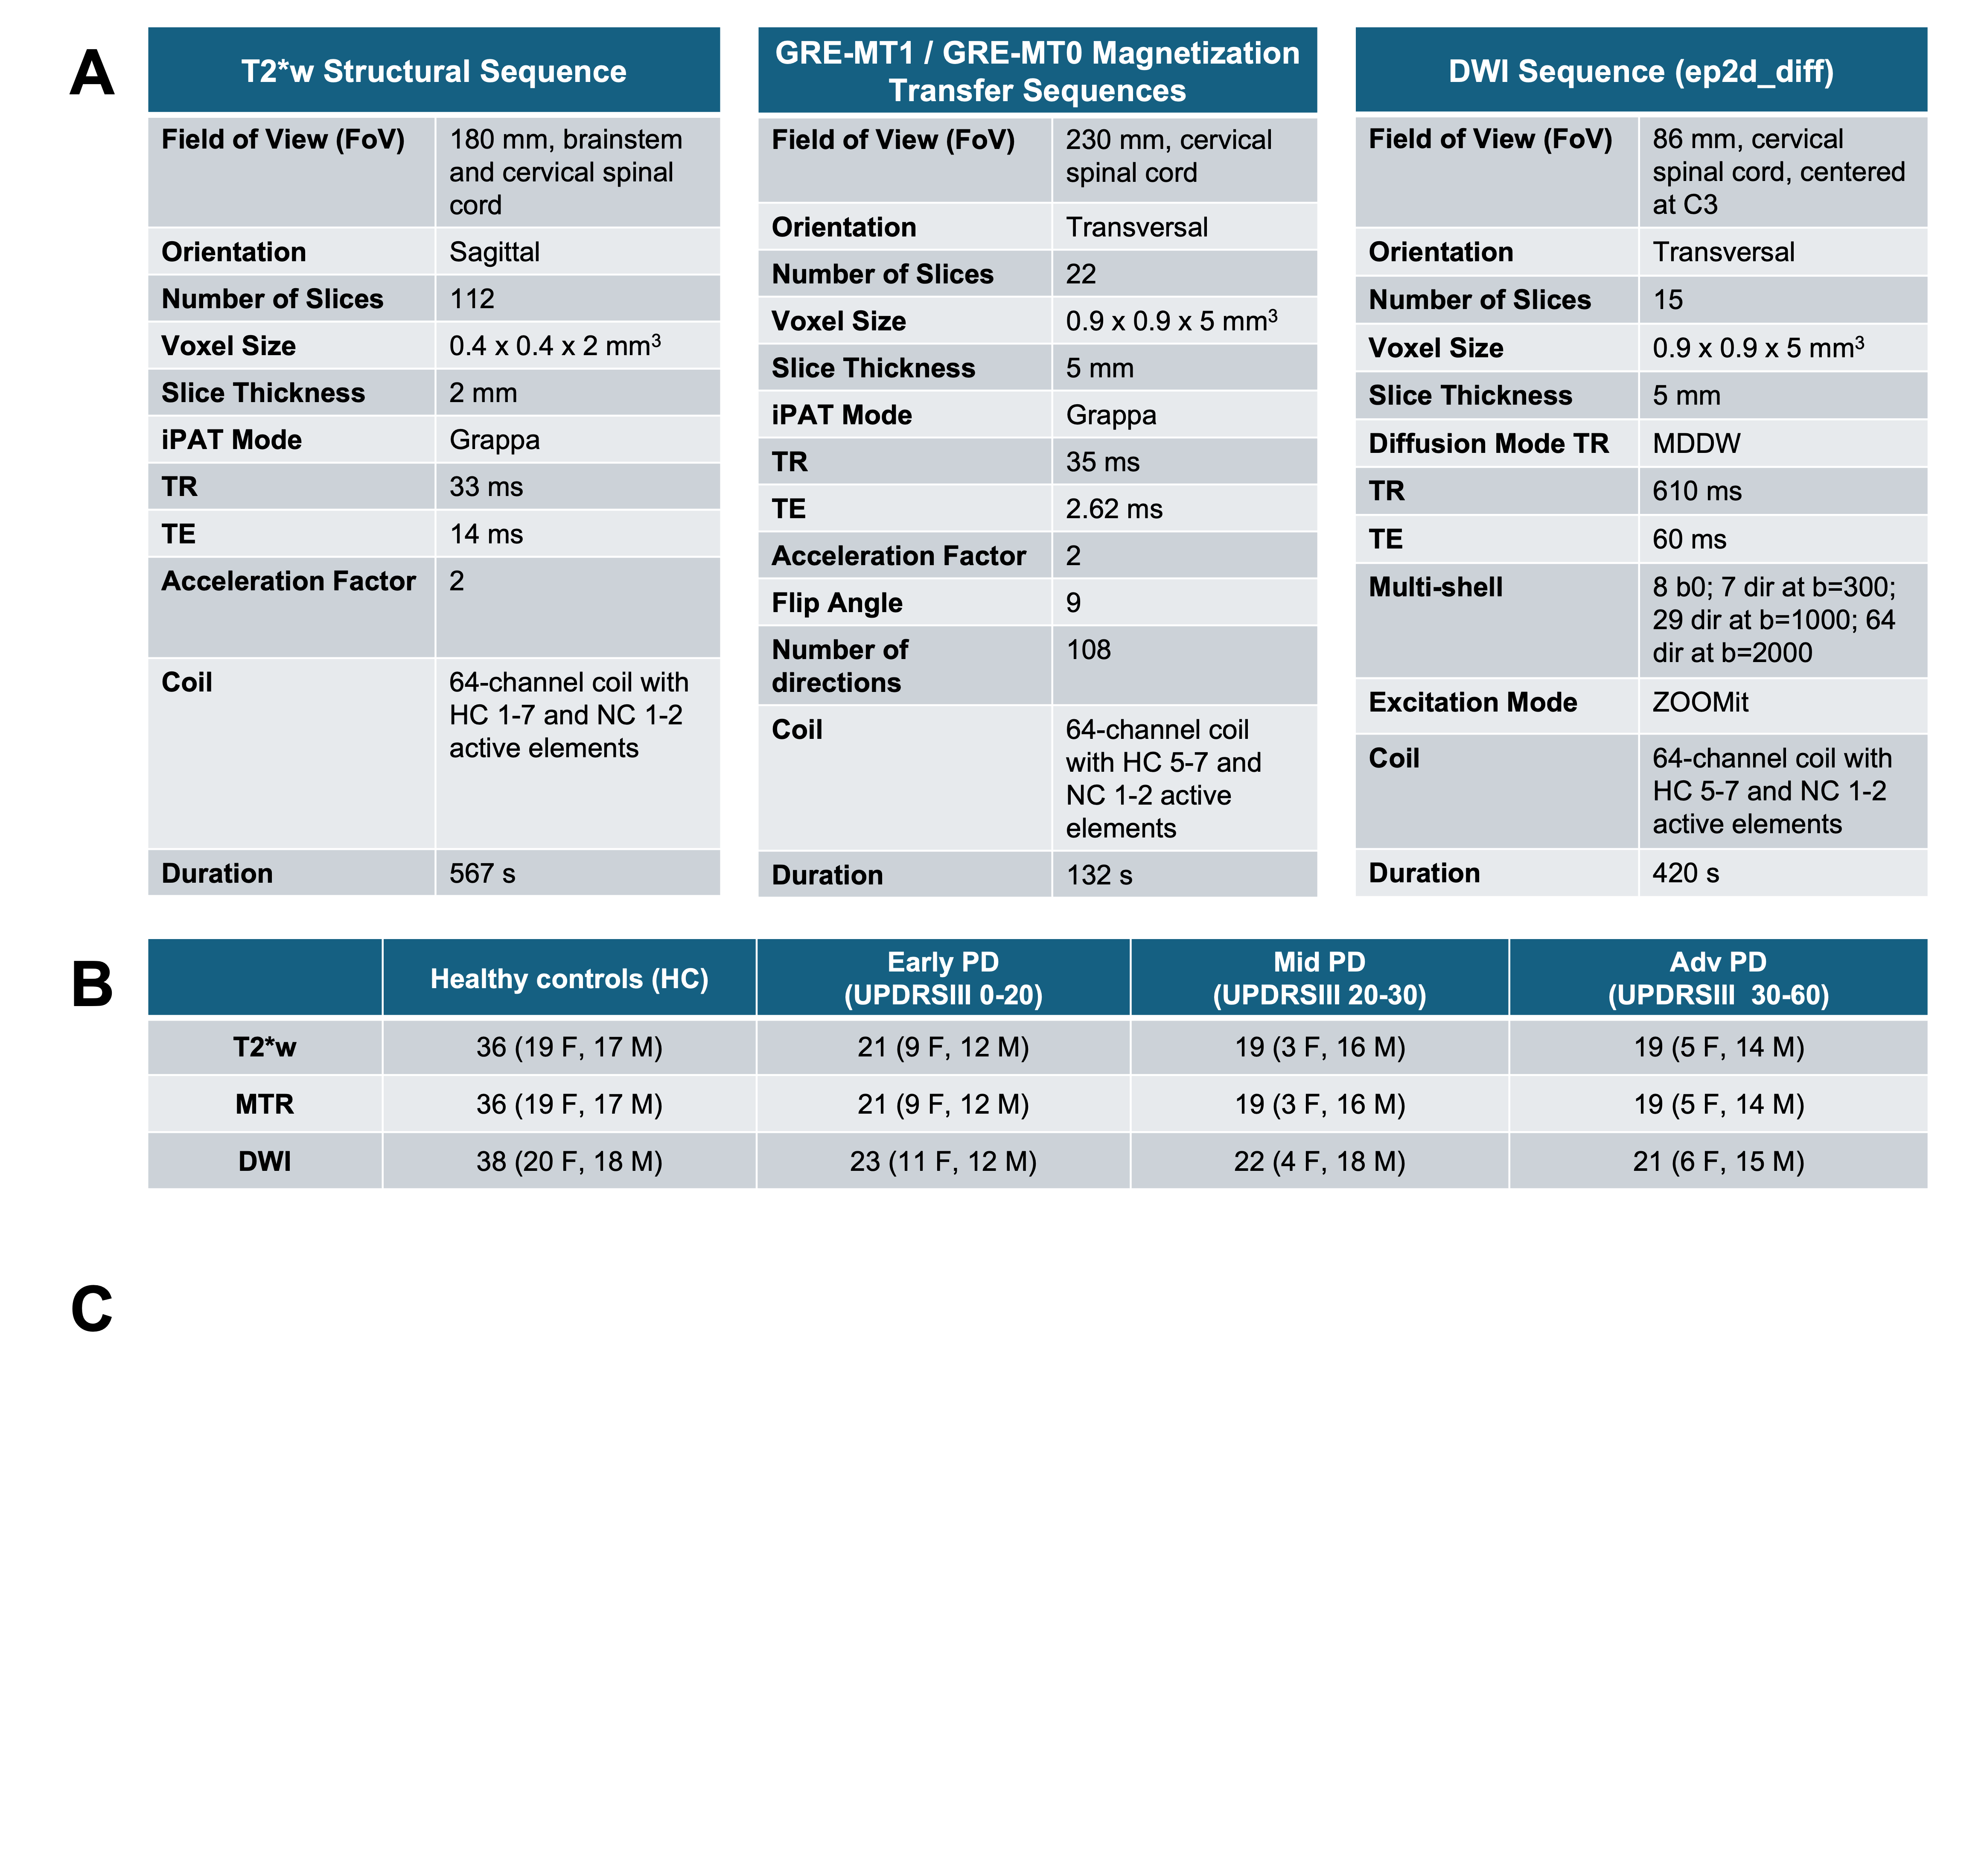 A
T2*w Structural Sequence
Field of View (FoV) 180 mm, brainstem
and cervical spinal
cord
Orientation Sagittal
Number of Slices 112
Voxel Size 0.4 x 0.4 x 2 mm³
Slice Thickness 2 mm
iPAT Mode Grappa
TR 33 ms
TE 14 ms
Acceleration Factor 2
Coil 64-channel coil with
HC 1-7 and NC 1-2
active elements
Duration 567 s
GRE-MT1 / GRE-MT0 Magnetization
Transfer Sequences
Field of View (FoV) 230 mm, cervical
spinal cord
Orientation Transversal
Number of Slices 22
Voxel Size 0.9 x 0.9 x 5 mm³
Slice Thickness 5 mm
iPAT Mode Grappa
TR 35 ms
TE 2.62 ms
Acceleration Factor 2
Flip Angle 9
Number of 108
directions
Coil 64-channel coil
with HC 5-7 and
NC 1-2 active
elements
Duration 132 s
DWI Sequence (ep2d_diff)
Field of View (FoV) 86 mm, cervical
spinal cord, centered
at C3
Orientation Transversal
Number of Slices 15
Voxel Size 0.9 x 0.9 x 5 mm³
Slice Thickness 5 mm
Diffusion Mode TR MDDW
TR 610 ms
TE 60 ms
Multi-shell 8 b0; 7 dir at b=300;
29 dir at b=1000; 64
dir at b=2000
Excitation Mode ZOOMit
Coil 64-channel coil with
HC 5-7 and NC 1-2
active elements
Duration 420 s
B
Healthy controls (HC)
Early PD
(UPDRSIII 0-20)
Mid PD
(UPDRSIII 20-30)
Adv PD
(UPDRSIII 30-60)
T2*w 36 (19 F, 17 M) 21 (9 F, 12 M) 19 (3 F, 16 M) 19 (5 F, 14 M)
MTR 36 (19 F, 17 M) 21 (9 F, 12 M) 19 (3 F, 16 M) 19 (5 F, 14 M)
DWI 38 (20 F, 18 M) 23 (11 F, 12 M) 22 (4 F, 18 M) 21 (6 F, 15 M)
C